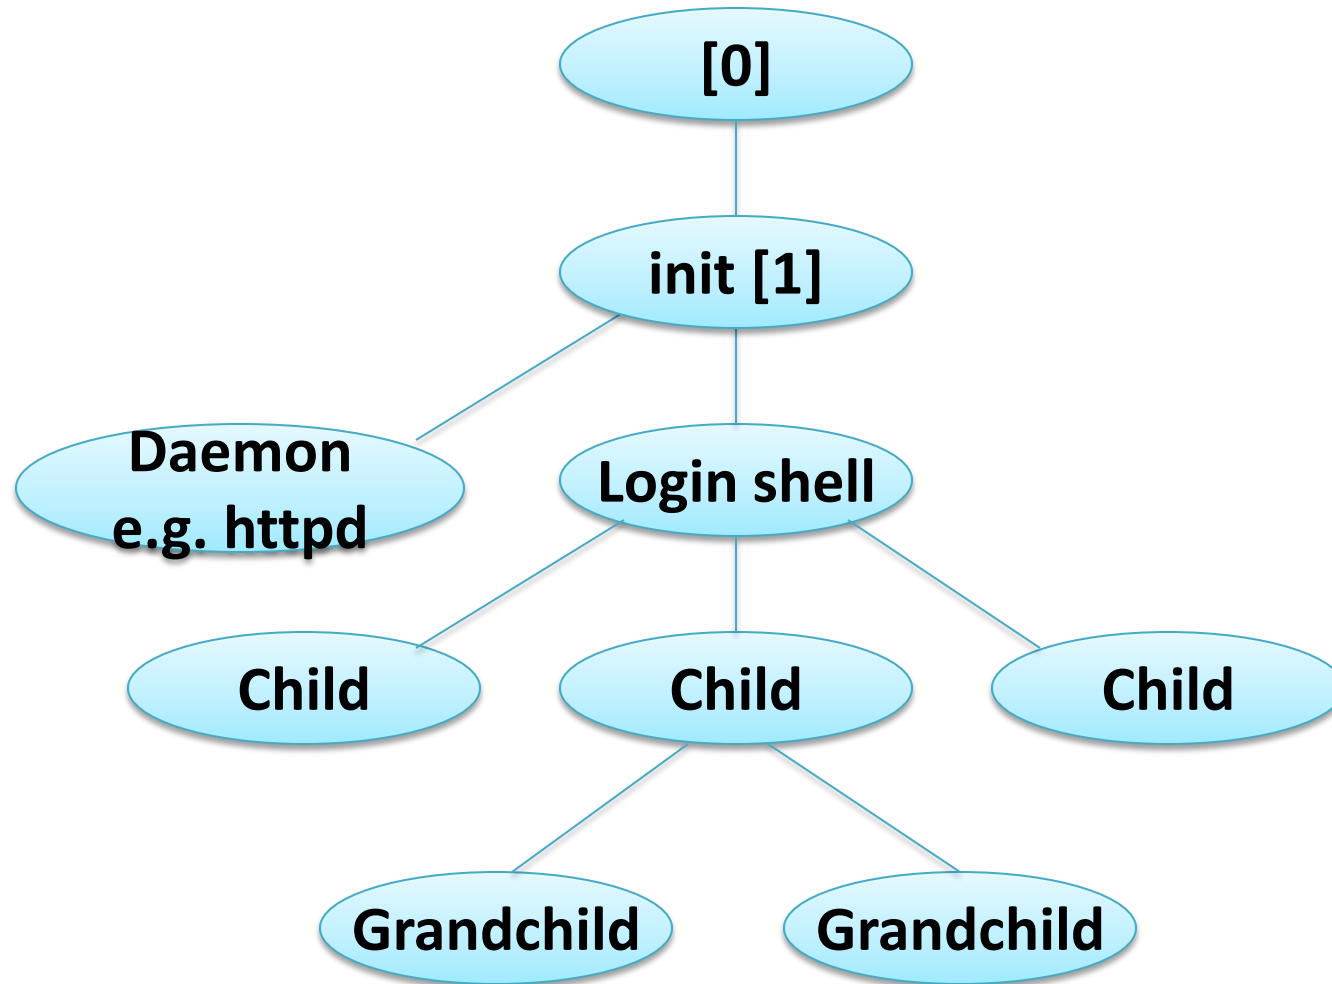 [0]
init [1]
Daemon
e.g. httpd
Login shell
Child
Child
Child
Grandchild
Grandchild